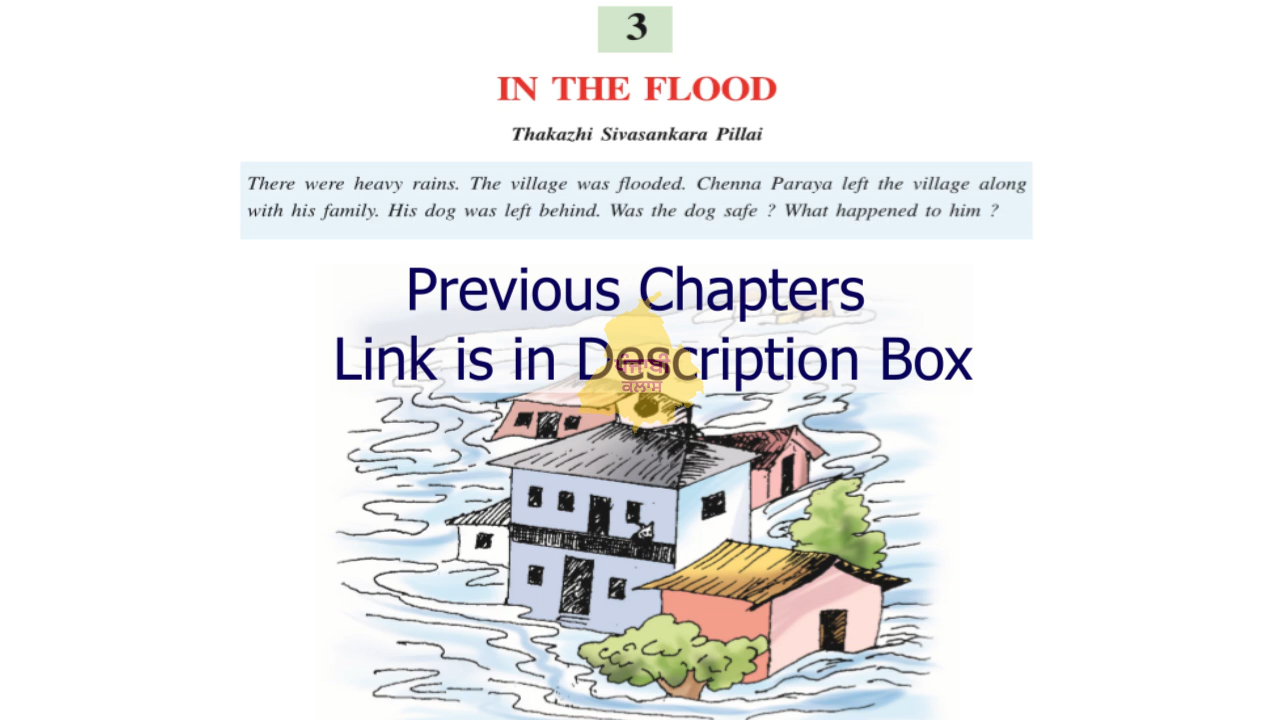 3
IN THE FLOOD
Thakazhi Sivasankara Pillai
There were heavy rains. The village was flooded. Chenna Paraya left the village along
with his family. His dog was left behind. Was the dog safe ? What happened to him ?
Previous Chapters
Link is in Description Box
ਪੰਜਾਬੀ
ਕਲਾਸ